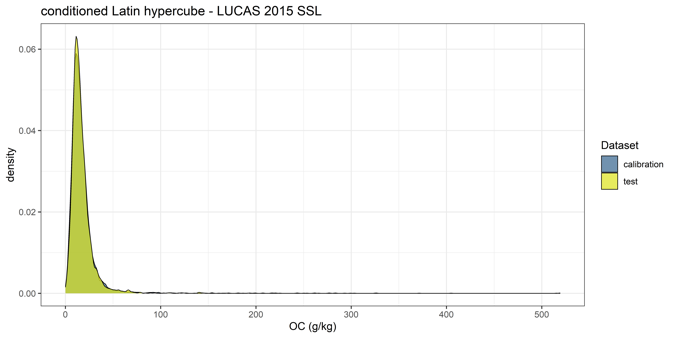 conditioned Latin hypercube - LUCAS 2015 SSL
0.06
0.04
0.02
0.00
density
0
100
200
300
400
500
OC (g/kg)
Dataset
calibration
test